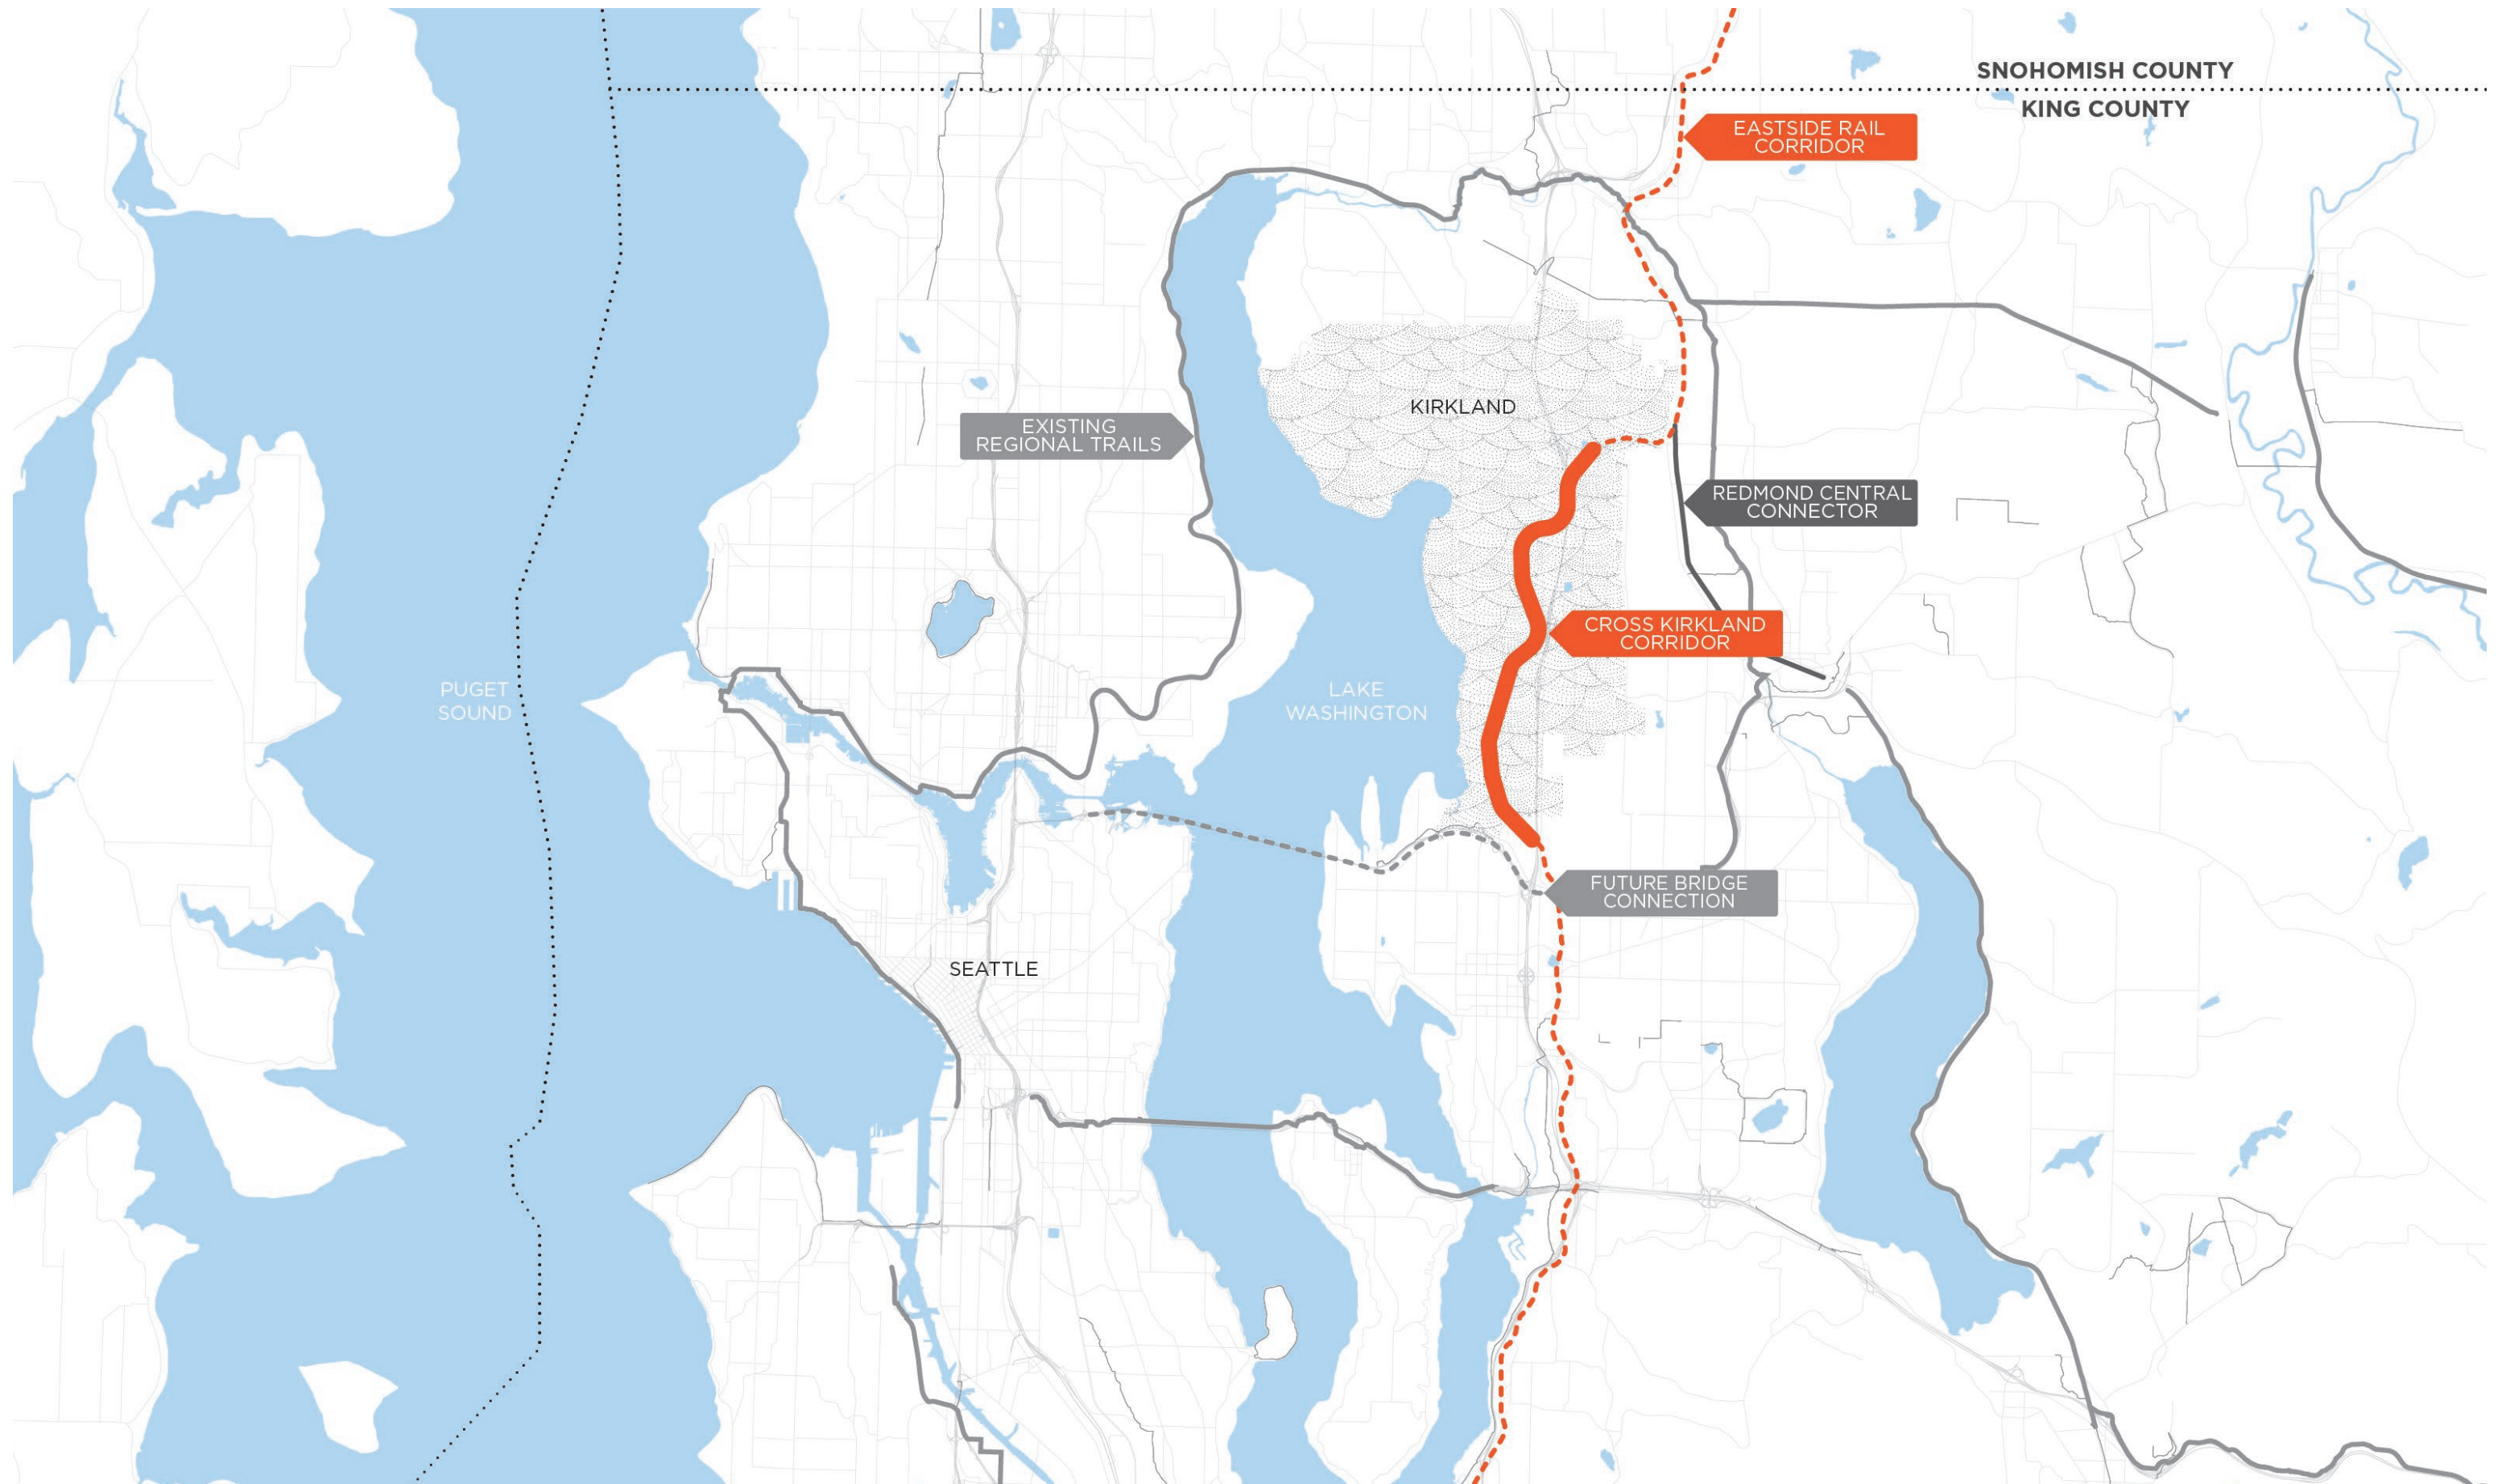 SNOHOMISH COUNTY
KING COUNTY
EASTSIDE RAIL
CORRIDOR
KIRKLAND
EXISTING
REGIONAL TRAILS
REDMOND CENTRAL
CONNECTOR
CROSS KIRKLAND
CORRIDOR
PUGET
SOUND
LAKE
WASHINGTON
FUTURE BRIDGE
CONNECTION
SEATTLE